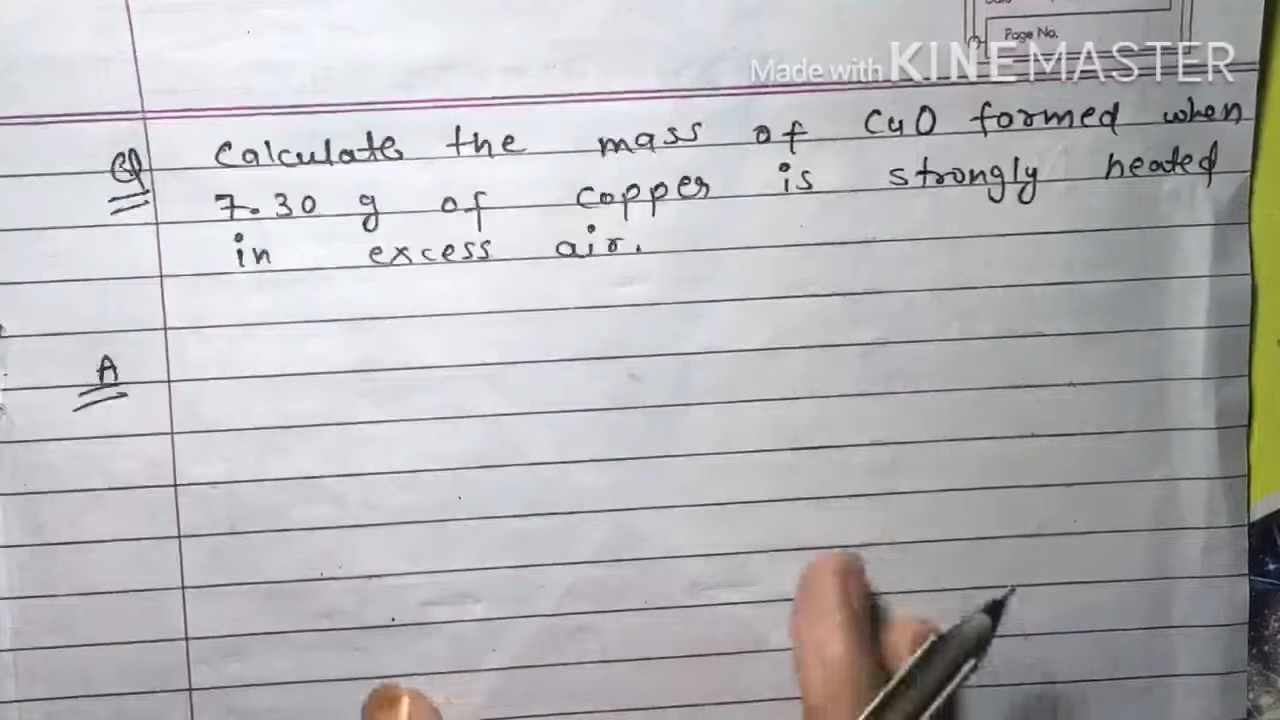 Page No.
Made with KINEMASTER
Q Calculate the mass of CuO formed when
7.30 g of copper is strongly heated
in excess air.
A